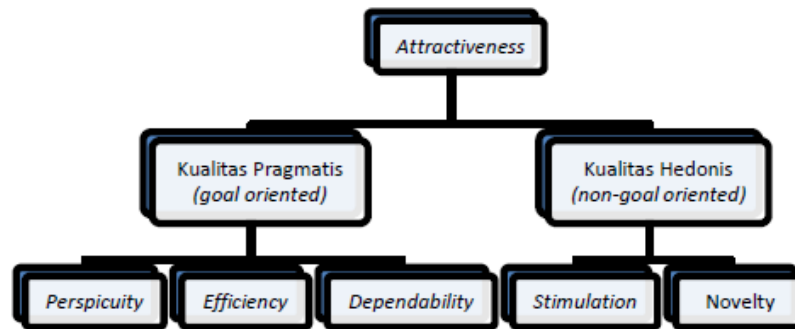 Attractiveness
Kualitas Pragmatis
(goal oriented)
Kualitas Hedonis
(non-goal oriented)
Perspicuity
Efficiency
Dependability
Stimulation
Novelty